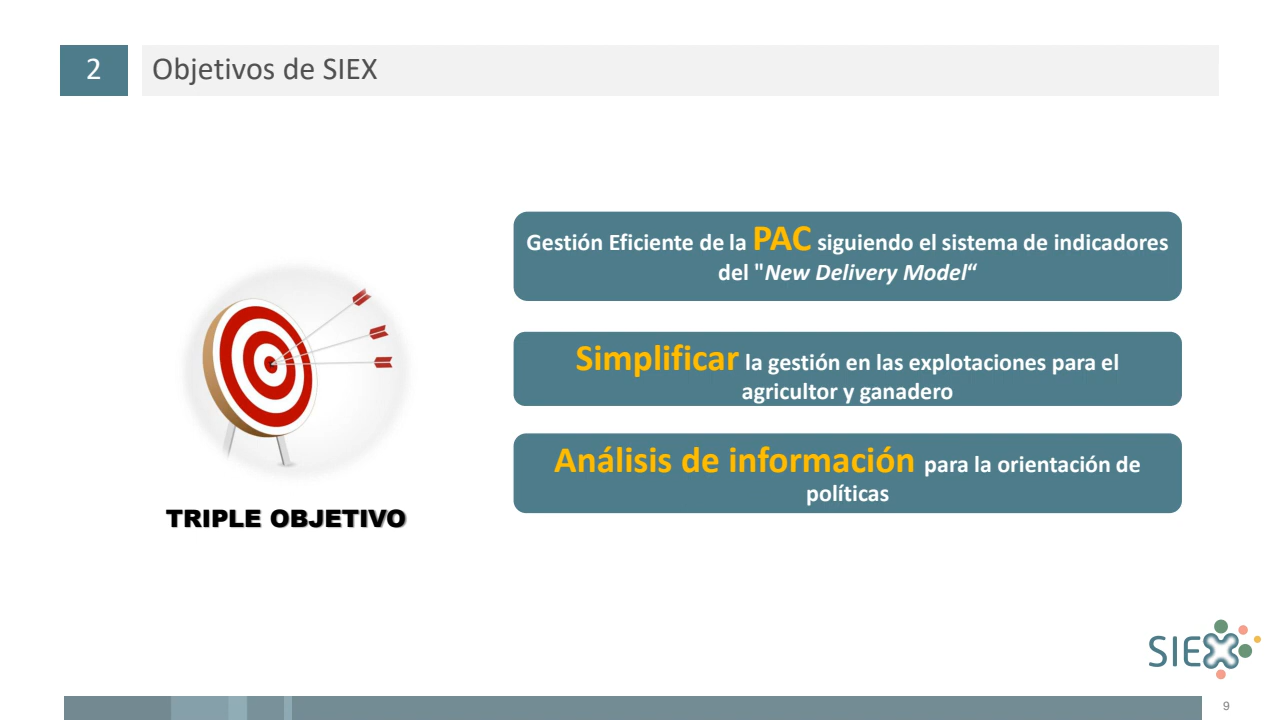 2
Objetivos de SIEX
Gestión Eficiente de la PAC siguiendo el sistema de indicadores
del "New Delivery Model“
Simplificar la gestión en las explotaciones para el
agricultor y ganadero
Análisis de información para la orientación de
políticas
TRIPLE OBJETIVO
SIEX
9